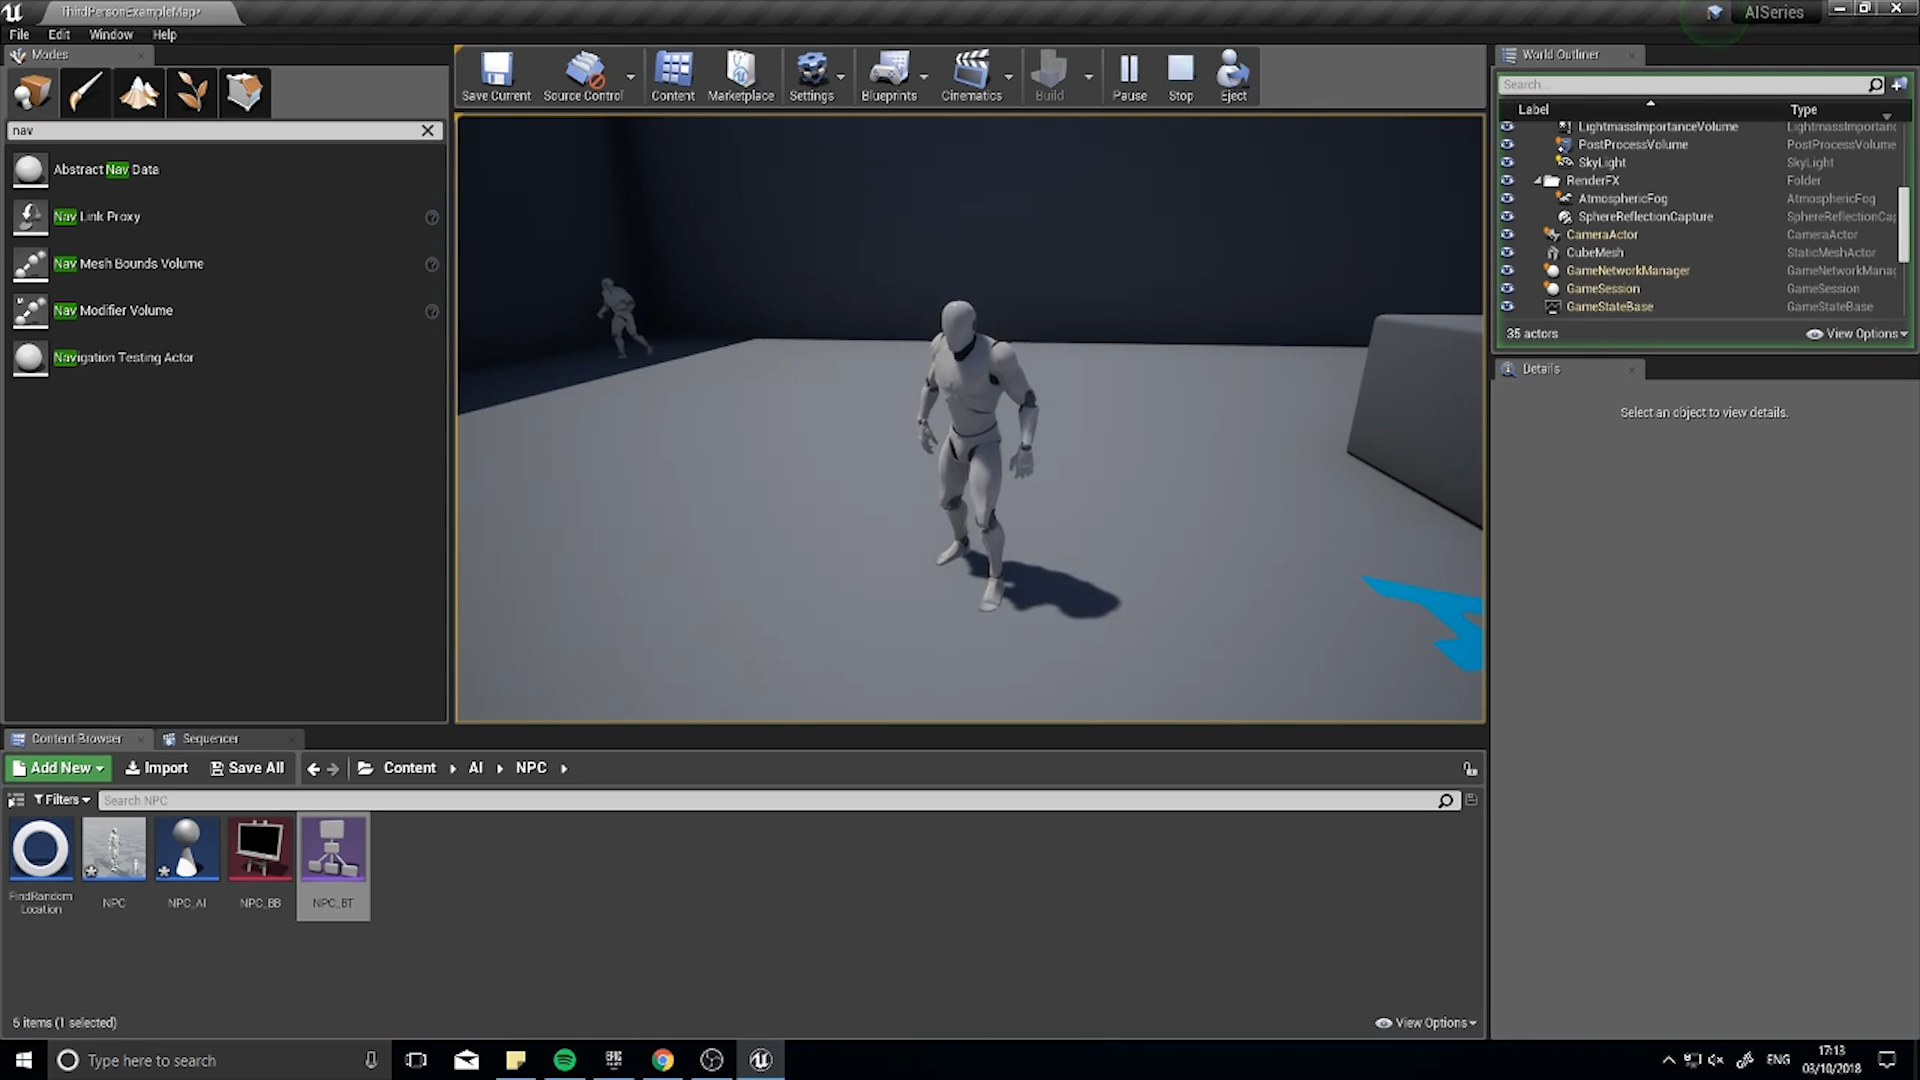 ThirdPersonExampleMap*
AISeries
File Edit Window Help
Modes
nav
Abstract Nav Data
Nav Link Proxy
Nav Mesh Bounds Volume
Nav Modifier Volume
Navigation Testing Actor
Save Current Source Control Content Marketplace Settings Blueprints Cinematics Build Pause Stop Eject
World Outliner
Search...
Label Type
LightmassImportanceVolume Lightmassimportanc
PostProcessVolume PostProcessVolume
SkyLight SkyLight
RenderFX Folder
AtmosphericFog AtmosphericFog
SphereReflectionCapture SphereReflectionCap
CameraActor CameraActor
CubeMesh StaticMeshActor
GameNetworkManager GameNetworkManag
GameSession GameSession
GameStateBase GameStateBase
35 actors View Options
Details
Select an object to view details.
Content Browser Sequencer
Add New Import Save All Content AI NPC
Filters Search NPC
FindRandom
Location
NPC
NPC_AI
NPC_BB
NPC_BT
5 items (1 selected) View Options
Type here to search
EPIC
ENG
17:13
03/10/2018